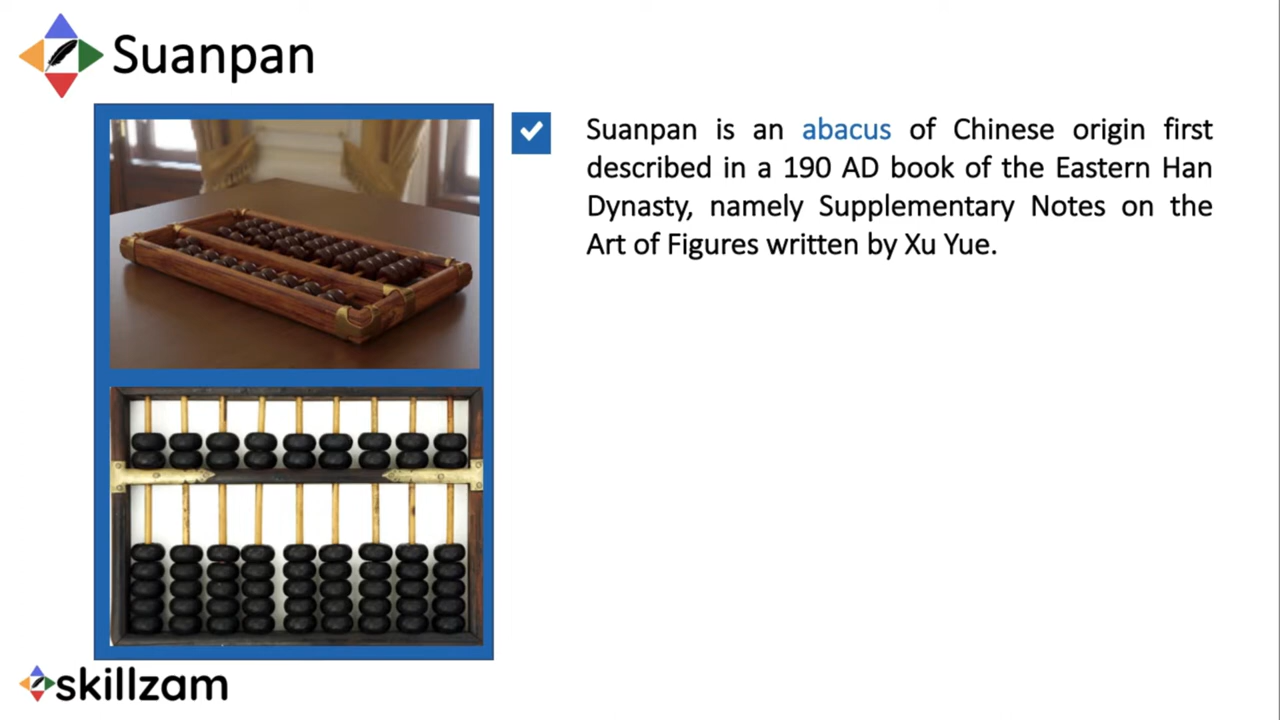 Suanpan
Suanpan is an abacus of Chinese origin first
described in a 190 AD book of the Eastern Han
Dynasty, namely Supplementary Notes on the
Art of Figures written by Xu Yue.
skillzam